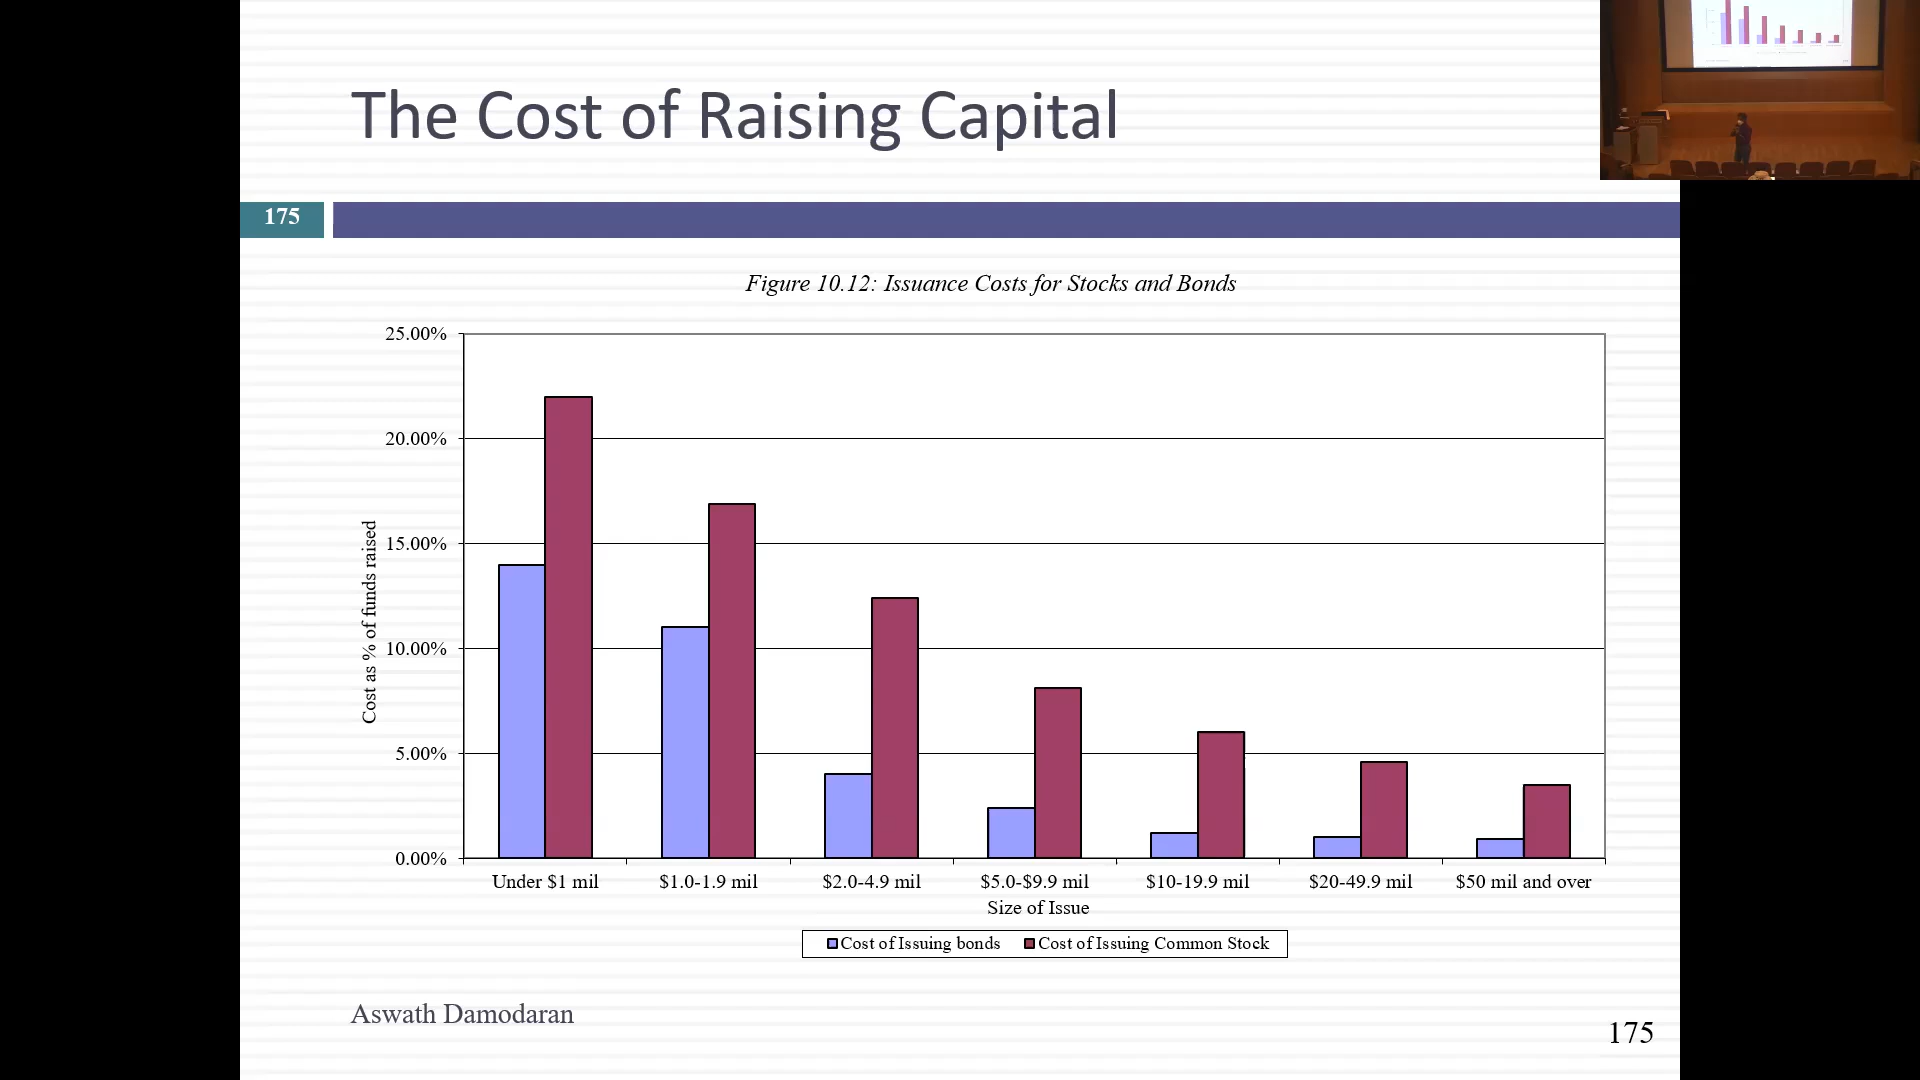 The Cost of Raising Capital
175
Figure 10.12: Issuance Costs for Stocks and Bonds
25.00%
20.00%
15.00%
10.00%
5.00%
0.00%
Cost as % of funds raised
Under $1 mil
$1.0-1.9 mil
$2.0-4.9 mil
$5.0-$9.9 mil
$10-19.9 mil
$20-49.9 mil
$50 mil and over
Size of Issue
Cost of Issuing bonds
Cost of Issuing Common Stock
Aswath Damodaran
175